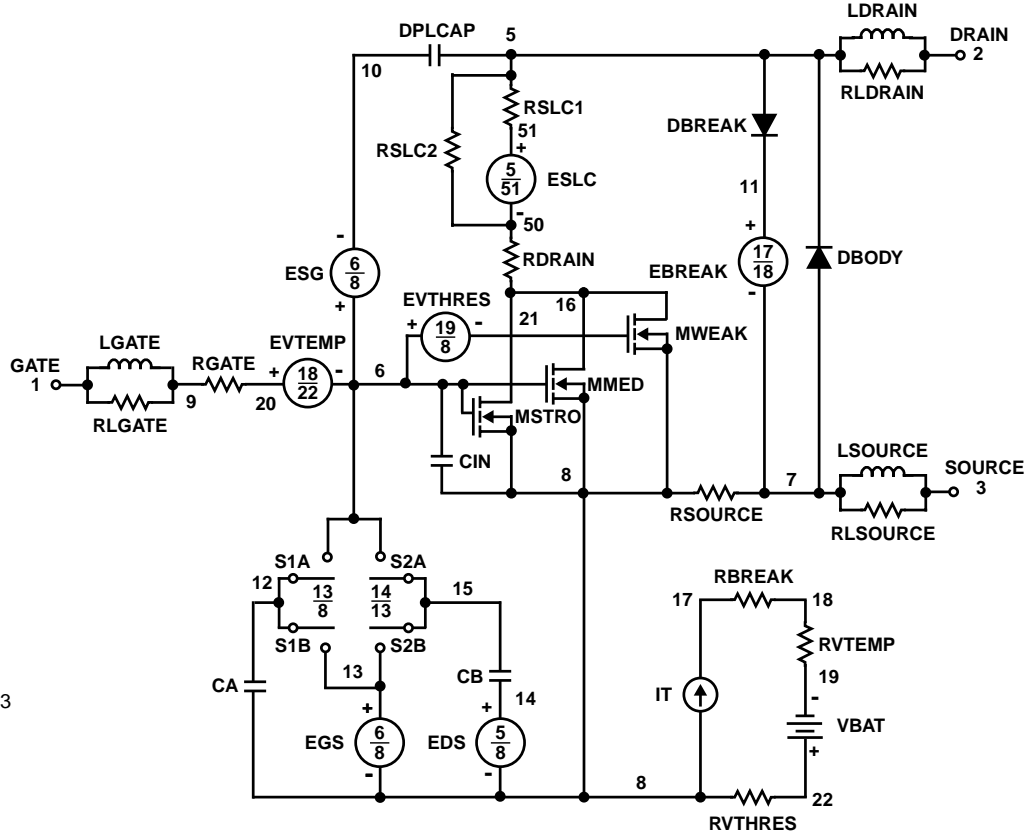 LDRAIN
DPLCAP 5 DRAIN
10 2
RLDRAIN
RSLC1
DBREAK
51
+
RSLC2
5
51
ESLC
11
-
50
- +
RDRAIN
6
8
ESG
17
18
EBREAK
DBODY
EVTHRES
16
+
21
-
+ 19
8
-
MWEAK
LGATE
EVTEMP
GATE
RGATE
1
+ 18
22
-
6
MMED
9
20
MSTRO
RLGATE
LSOURCE
CIN
8
7
SOURCE
3
RSOURCE
RLSOURCE
S1A S2A
12
13
8
14
13
15
RBREAK
17 18
S1B S2B
RVTEMP
13
CB
19
CA
14
IT
-
+ +
VBAT
3
EGS
6
8
EDS
5
8
+
- -
8
22
RVTHRES